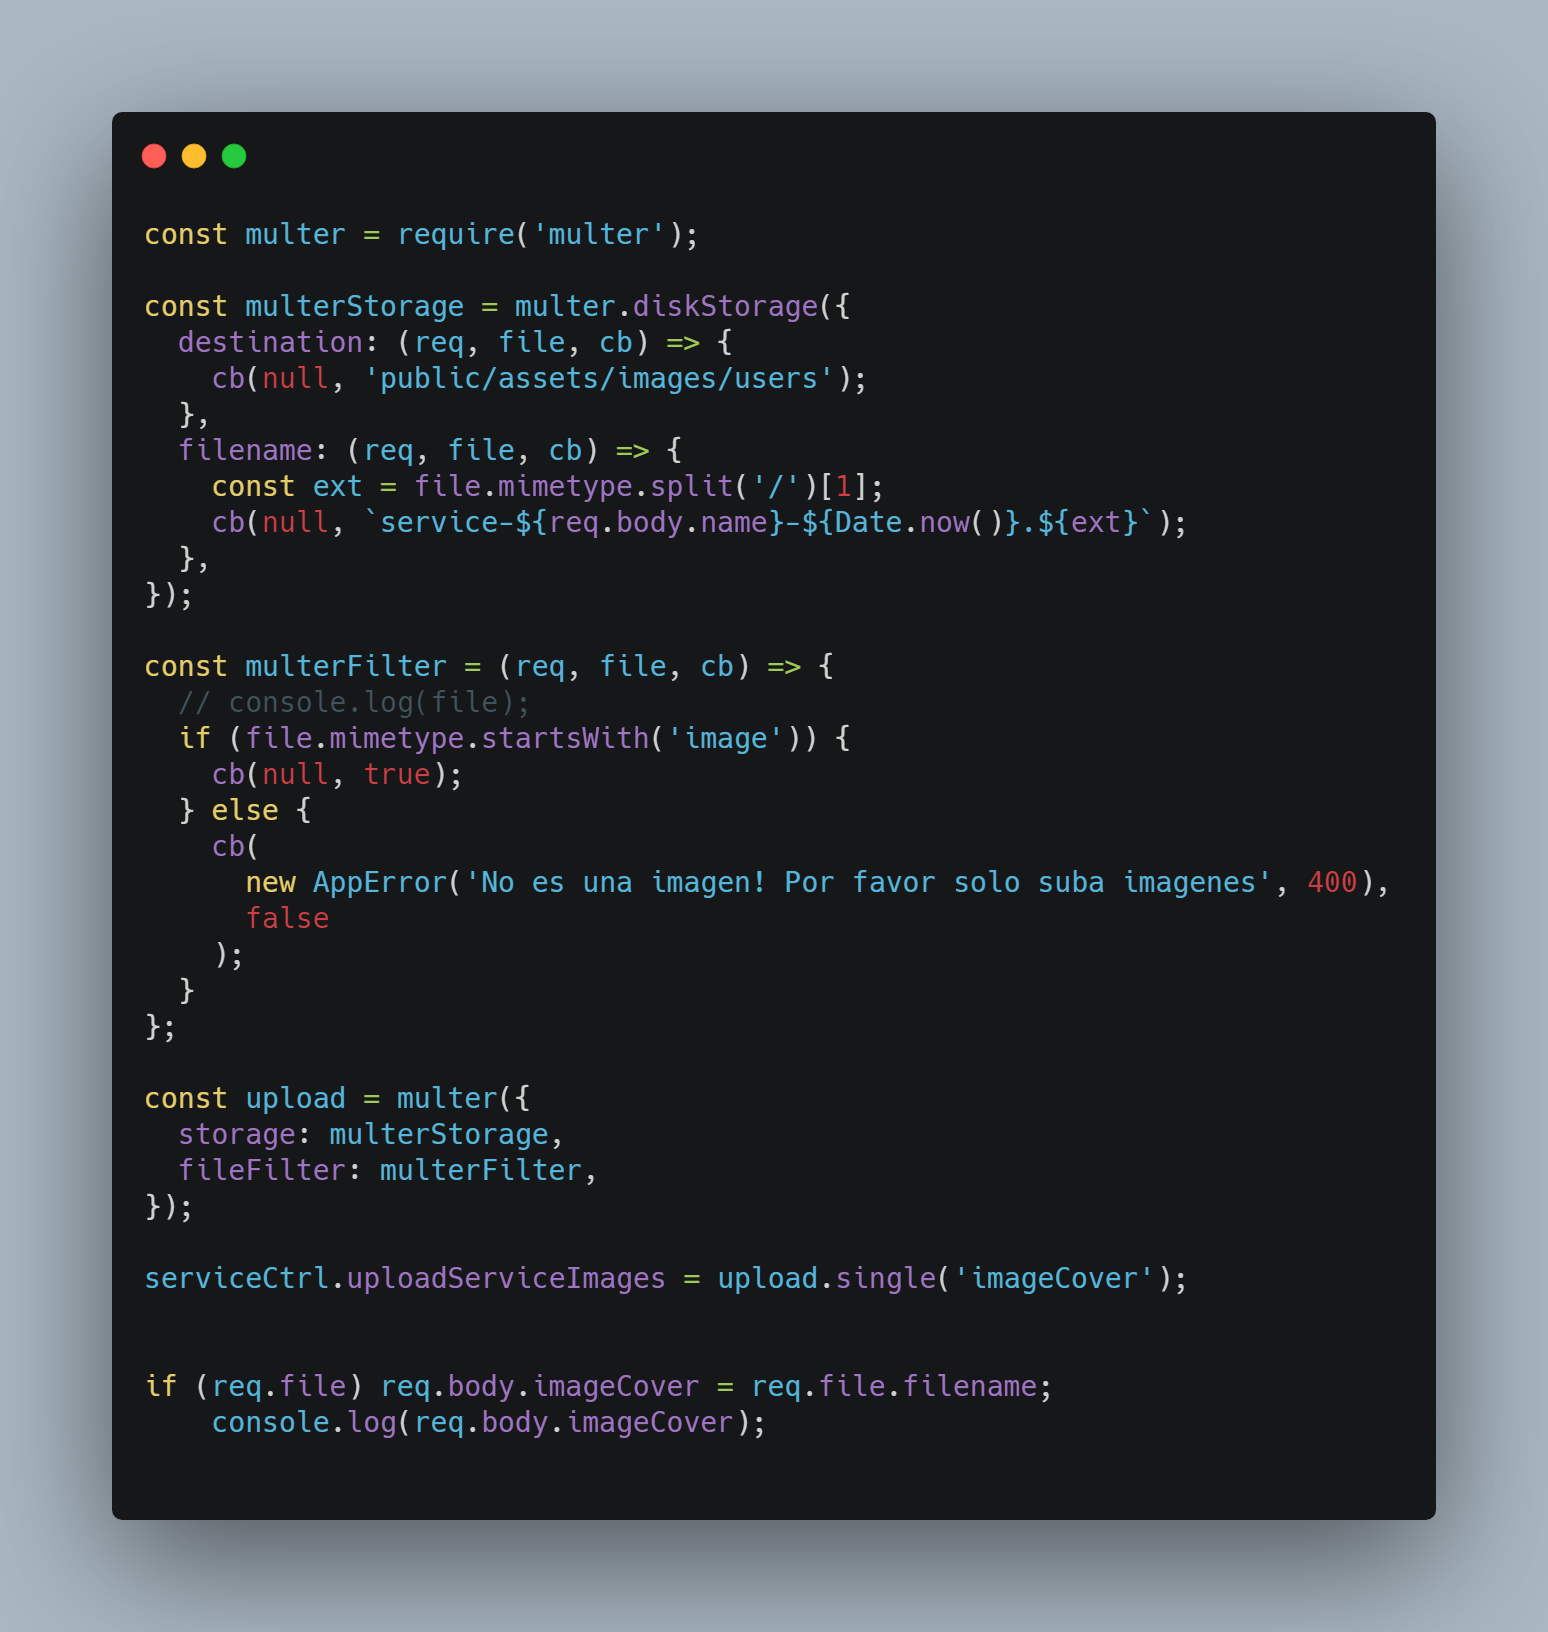 const multer = require('multer');
const multerStorage = multer.diskStorage({
  destination: (req, file, cb) => {
    cb(null, 'public/assets/images/users');
  },
  filename: (req, file, cb) => {
    const ext = file.mimetype.split('/')[1];
    cb(null, `service-${req.body.name}-${Date.now()}.${ext}`);
  },
});
const multerFilter = (req, file, cb) => {
  // console.log(file);
  if (file.mimetype.startsWith('image')) {
    cb(null, true);
  } else {
    cb(
      new AppError('No es una imagen! Por favor solo suba imagenes', 400),
      false
    );
  }
};
const upload = multer({
  storage: multerStorage,
  fileFilter: multerFilter,
});
serviceCtrl.uploadServiceImages = upload.single('imageCover');
if (req.file) req.body.imageCover = req.file.filename;
    console.log(req.body.imageCover);